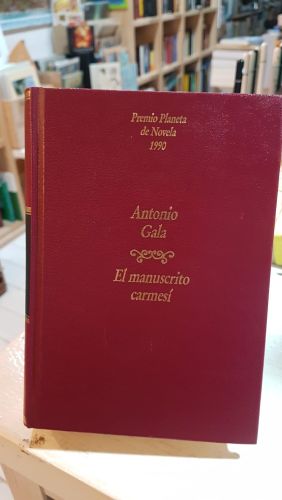 Premio Planeta
de Novela
1990
Antonio
Gala
El manuscrito
carmesí